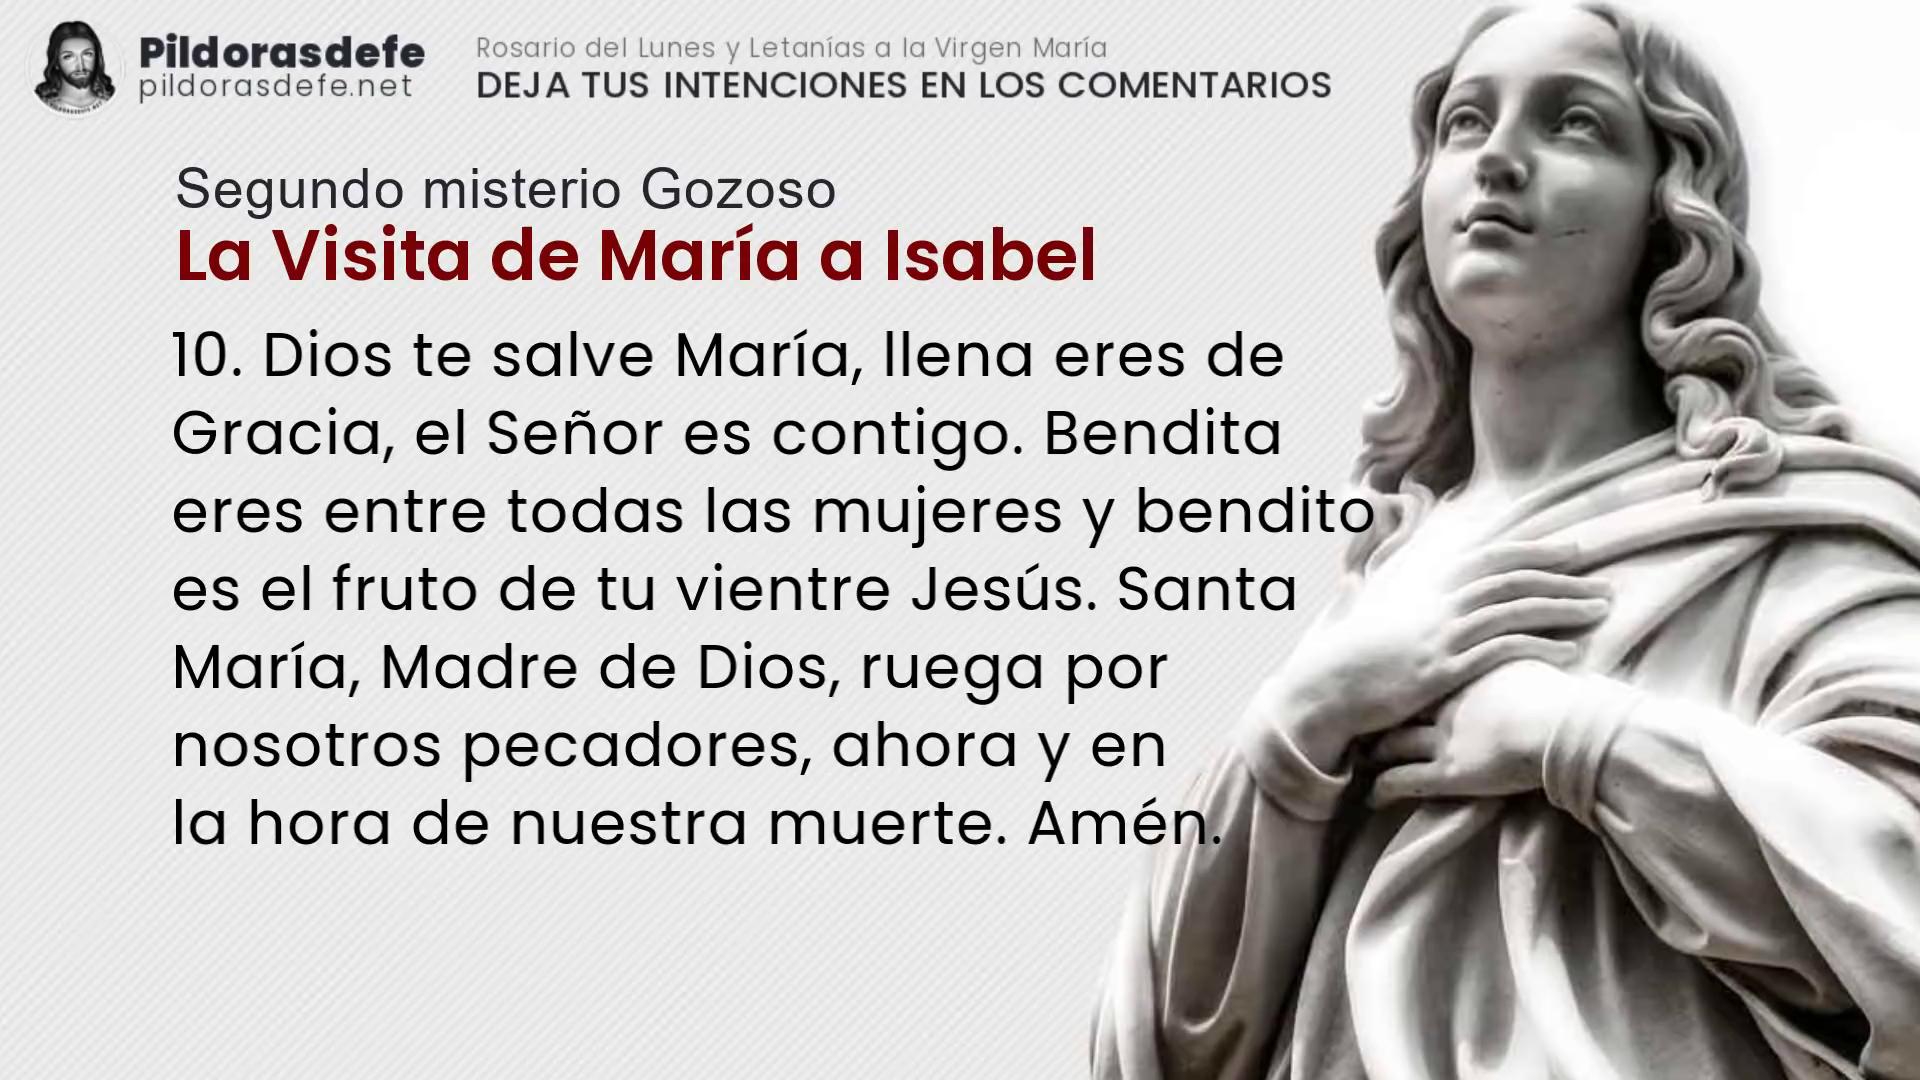 Pildorasdefe
pildorasdefe.net
Rosario del Lunes y Letanías a la Virgen María
DEJA TUS INTENCIONES EN LOS COMENTARIOS
Segundo misterio Gozoso
La Visita de María a Isabel
10. Dios te salve María, llena eres de
Gracia, el Señor es contigo. Bendita
eres entre todas las mujeres y bendito
es el fruto de tu vientre Jesús. Santa
María, Madre de Dios, ruega por
nosotros pecadores, ahora y en
la hora de nuestra muerte. Amén.